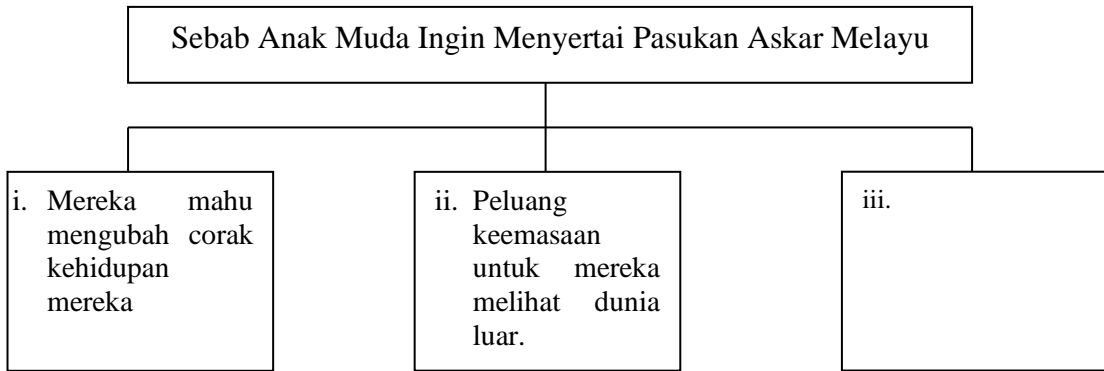 Sebab Anak Muda Ingin Menyertai Pasukan Askar Melayu
i. Mereka mahu
mengubah corak
kehidupan
mereka
ii. Peluang
keemasaan
untuk mereka
melihat dunia
luar.
iii.